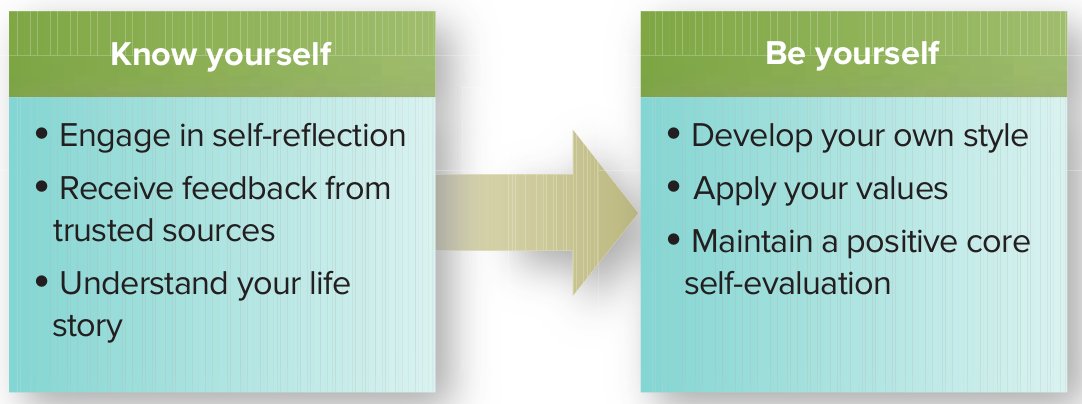 Know yourself
• Engage in self-reflection
• Receive feedback from
trusted sources
• Understand your life
story
Be yourself
• Develop your own style
• Apply your values
• Maintain a positive core
self-evaluation